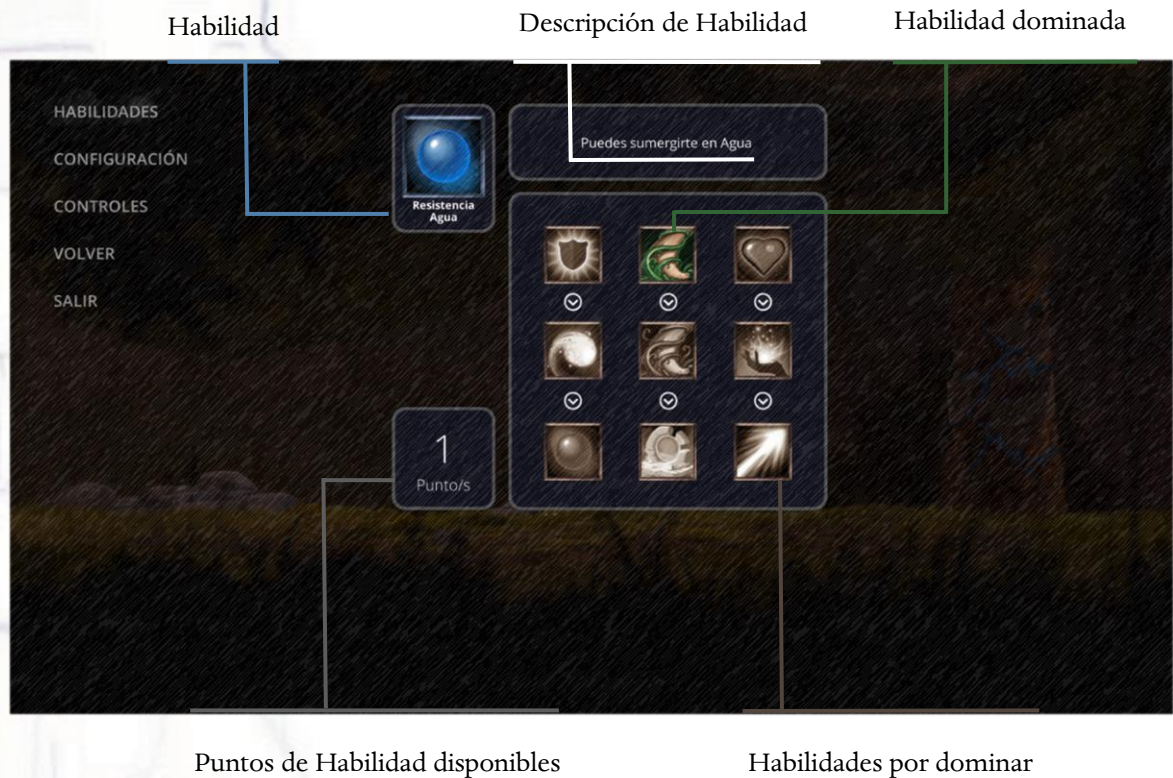 Habilidad
Descripción de Habilidad
Habilidad dominada
HABILIDADES
CONFIGURACIÓN
CONTROLES
VOLVER
SALIR
Resistencia
Agua
Puedes sumergirte en Agua
1
Punto/s
Puntos de Habilidad disponibles
Habilidades por dominar